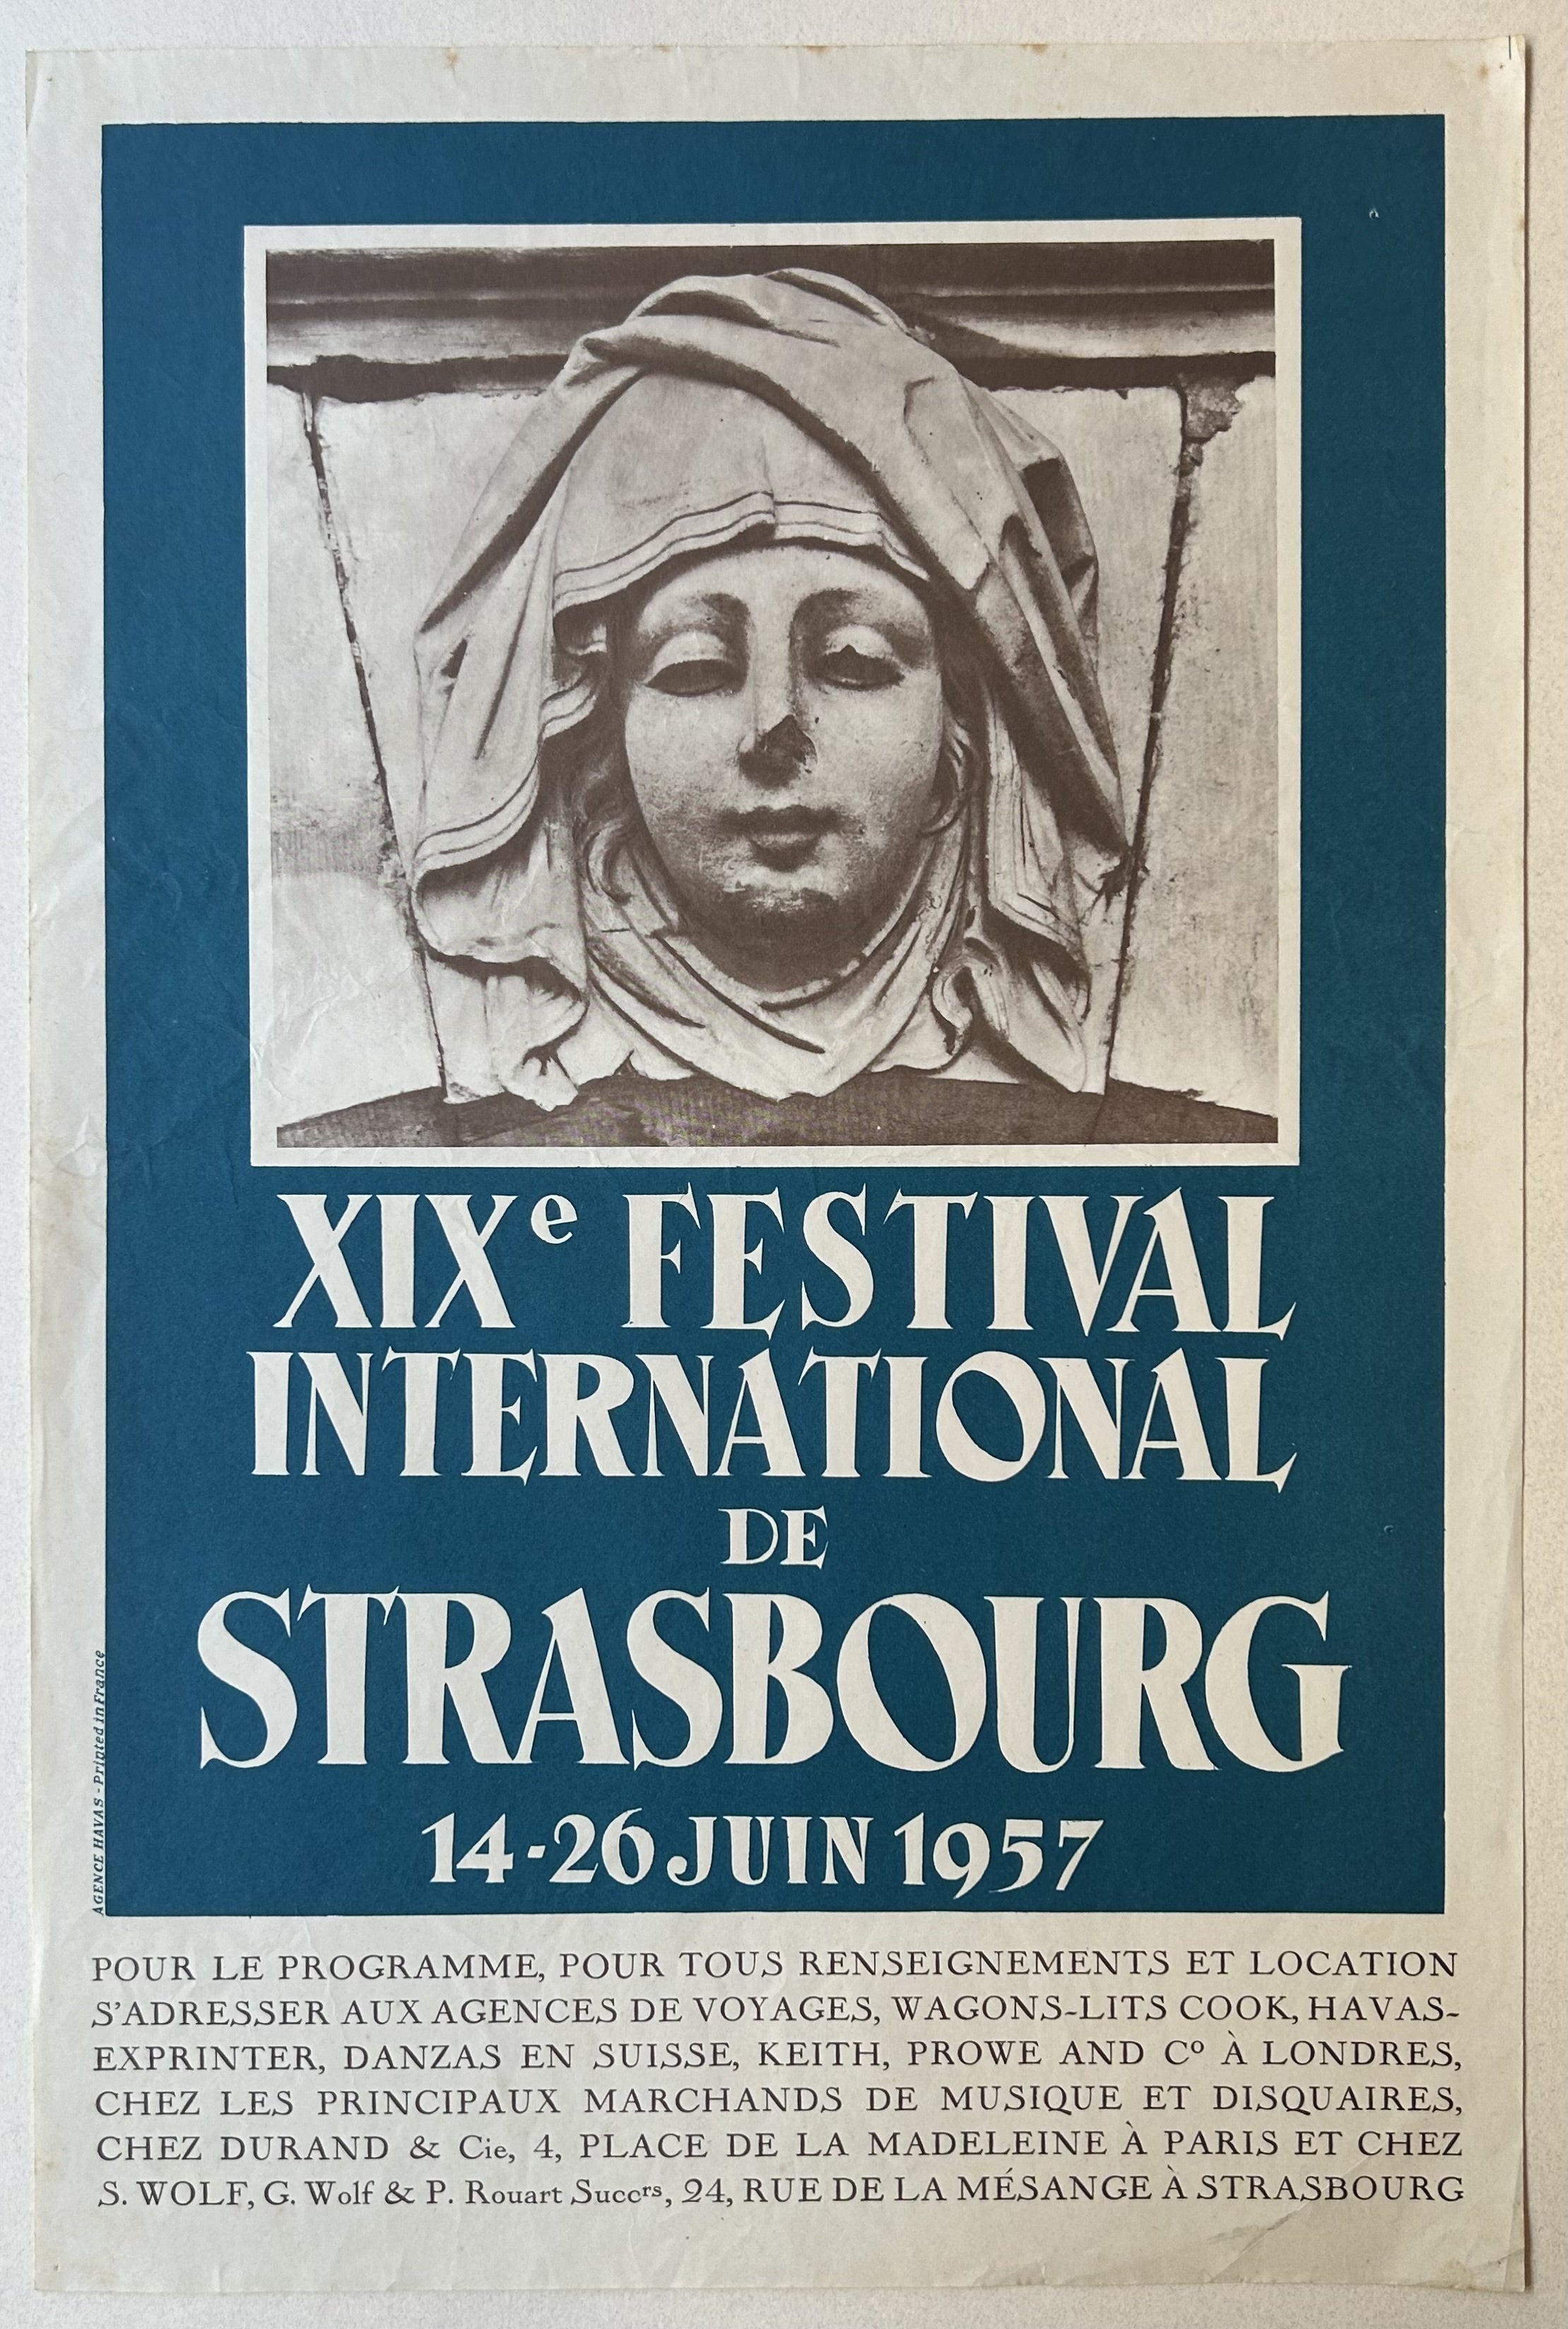 XIXe FESTIVAL
INTERNATIONAL
DE
STRASBOURG
14-26 JUIN 1957
AGENCE HAVAS - Printed in France
POUR LE PROGRAMME, POUR TOUS RENSEIGNEMENTS ET LOCATION
S'ADRESSER AUX AGENCES DE VOYAGES, WAGONS-LITS COOK, HAVAS-
EXPRINTER, DANZAS EN SUISSE, KEITH, PROWE AND Cº À LONDRES,
CHEZ LES PRINCIPAUX MARCHANDS DE MUSIQUE ET DISQUAIRES,
CHEZ DURAND & Cie, 4, PLACE DE LA MADELEINE À PARIS ET CHEZ
S. WOLF, G. Wolf & P. Rouart Succrs, 24, RUE DE LA MÉSANGE À STRASBOURG